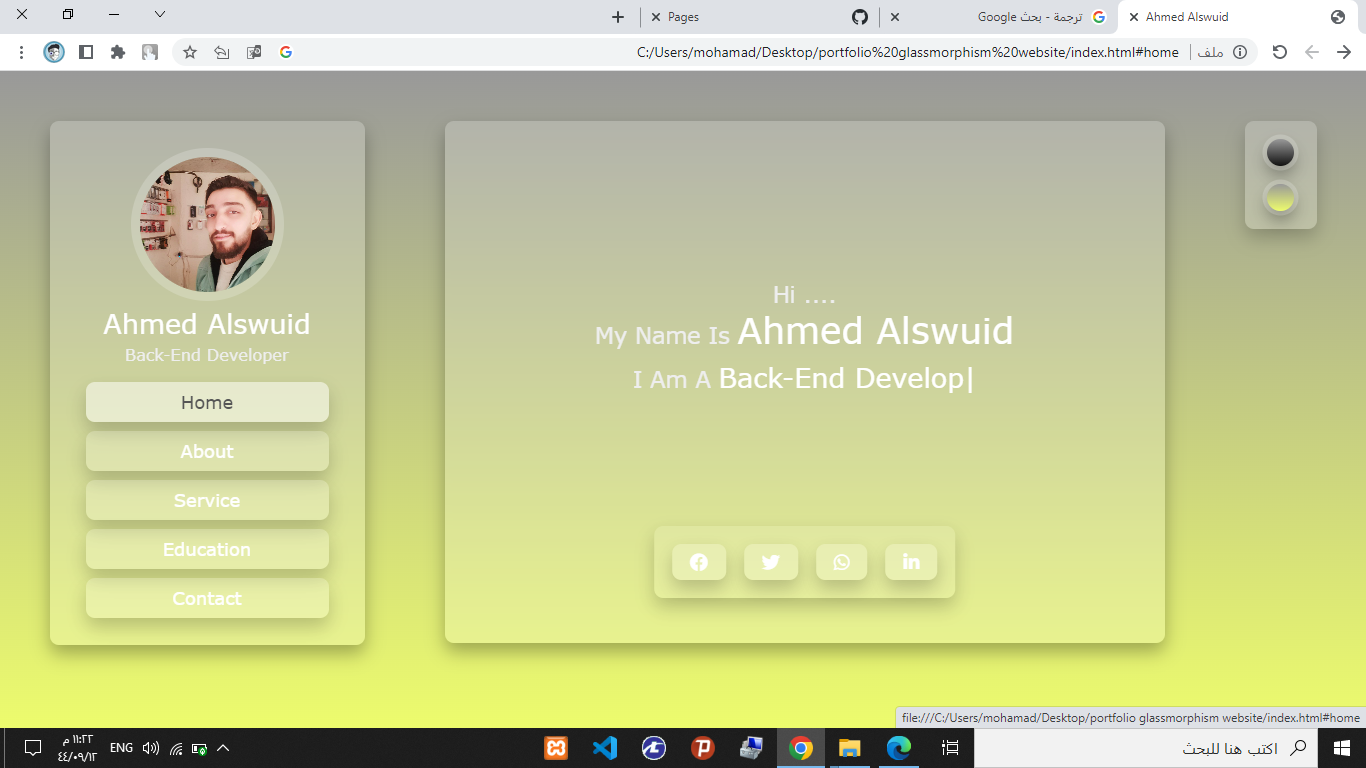 Pages
ترجمة - بحث Google
Ahmed Alswuid
C:/Users/mohamad/Desktop/portfolio%20glassmorphism%20website/index.html#home
ملف
Ahmed Alswuid
Back-End Developer
Home
About
Service
Education
Contact
Hi ....
My Name Is Ahmed Alswuid
I Am A Back-End Develop|
file:///C:/Users/mohamad/Desktop/portfolio glassmorphism website/index.html#home
١١:٢٢ م
٤٤/٠٩/١٢
ENG
اكتب هنا للبحث